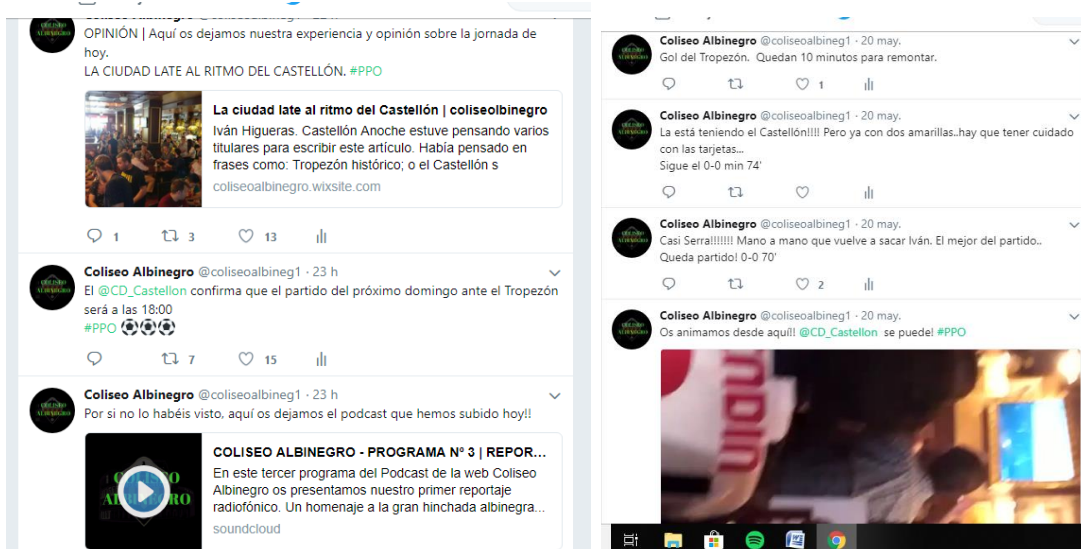 Coliseo Albinegro @coliseoalbineg1 · 23 h
OPINIÓN | Aquí os dejamos nuestra experiencia y opinión sobre la jornada de
hoy.
LA CIUDAD LATE AL RITMO DEL CASTELLÓN. #PPO
La ciudad late al ritmo del Castellón | coliseolbinegro
Iván Higueras. Castellón Anoche estuve pensando varios
titulares para escribir este artículo. Había pensado en
frases como: Tropezón histórico; o el Castellón s
coliseoalbinegro.wixsite.com
1 3 13
Coliseo Albinegro @coliseoalbineg1 · 23 h
El @CD_Castellon confirma que el partido del próximo domingo ante el Tropezón
será a las 18:00
#PPO
7 15
Coliseo Albinegro @coliseoalbineg1 · 23 h
Por si no lo habéis visto, aquí os dejamos el podcast que hemos subido hoy!!
COLISEO ALBINEGRO - PROGRAMA Nº 3 | REPOR...
En este tercer programa del Podcast de la web Coliseo
Albinegro os presentamos nuestro primer reportaje
radiofónico. Un homenaje a la gran hinchada albinegra...
soundcloud
Coliseo Albinegro @coliseoalbineg1 · 20 may.
Gol del Tropezón. Quedan 10 minutos para remontar.
1
Coliseo Albinegro @coliseoalbineg1 · 20 may.
La está teniendo el Castellón!!!! Pero ya con dos amarillas..hay que tener cuidado
con las tarjetas...
Sigue el 0-0 min 74'
Coliseo Albinegro @coliseoalbineg1 · 20 may.
Casi Serra!!!!!!! Mano a mano que vuelve a sacar Iván. El mejor del partido..
Queda partido! 0-0 70'
2
Coliseo Albinegro @coliseoalbineg1 · 20 may.
Os animamos desde aquí!! @CD_Castellon se puede! #PPO